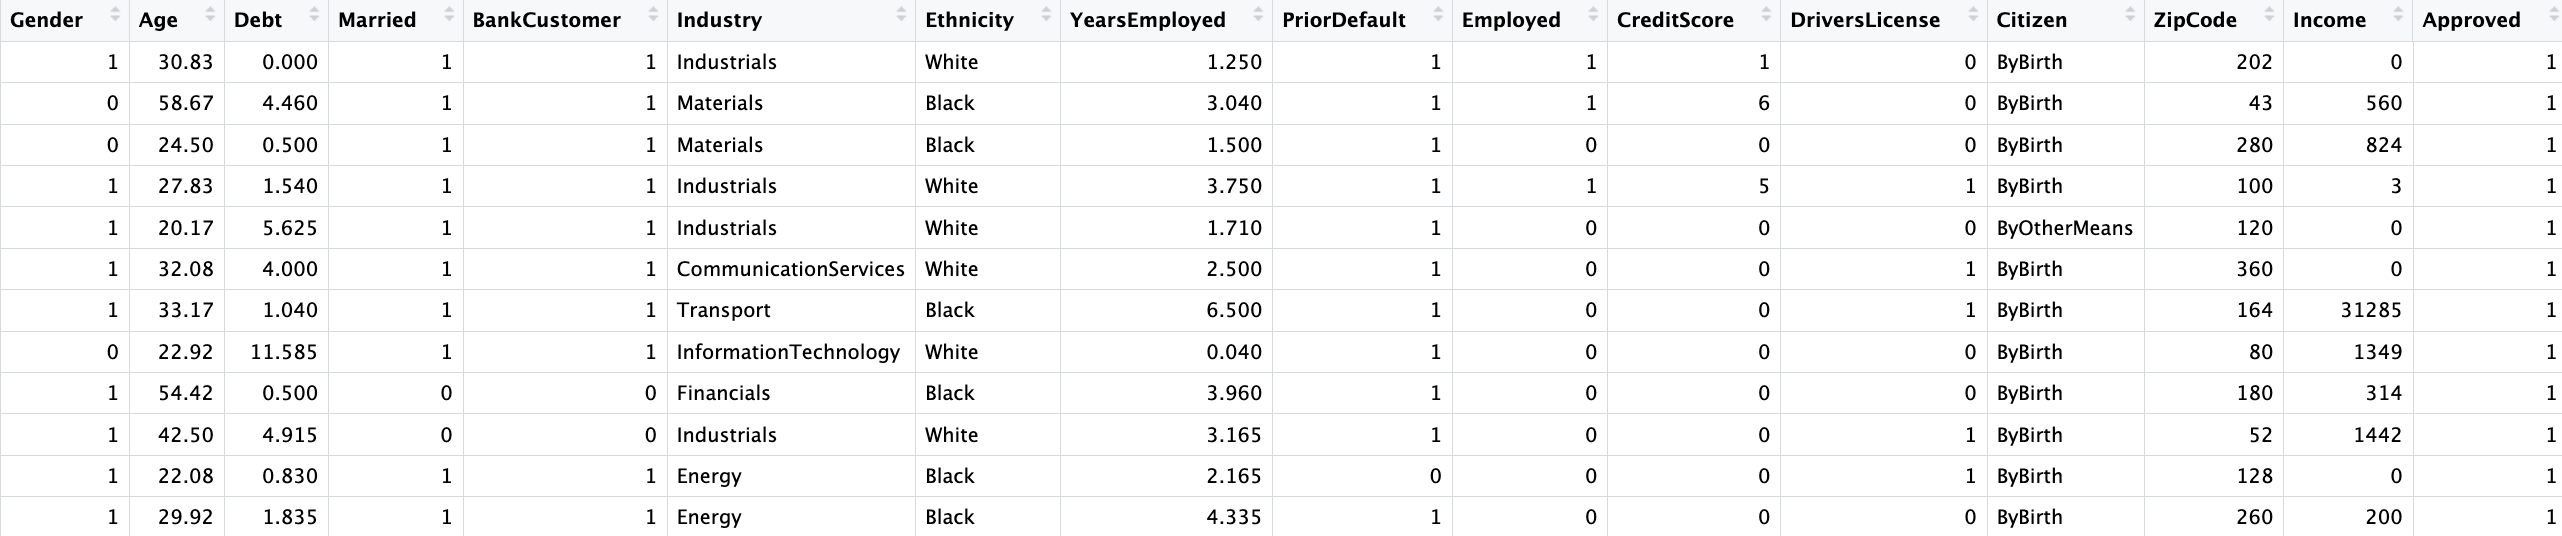 Gender Age Debt Married BankCustomer Industry Ethnicity YearsEmployed PriorDefault Employed CreditScore DriversLicense Citizen ZipCode Income Approved
1 30.83 0.000 1 1 Industrials White 1.250 1 1 1 0 ByBirth 202 0 1
0 58.67 4.460 1 1 Materials Black 3.040 1 1 6 0 ByBirth 43 560 1
0 24.50 0.500 1 1 Materials Black 1.500 1 0 0 0 ByBirth 280 824 1
1 27.83 1.540 1 1 Industrials White 3.750 1 1 5 1 ByBirth 100 3 1
1 20.17 5.625 1 1 Industrials White 1.710 1 0 0 0 ByOtherMeans 120 0 1
1 32.08 4.000 1 1 CommunicationServices White 2.500 1 0 0 1 ByBirth 360 0 1
1 33.17 1.040 1 1 Transport Black 6.500 1 0 0 1 ByBirth 164 31285 1
0 22.92 11.585 1 1 InformationTechnology White 0.040 1 0 0 0 ByBirth 80 1349 1
1 54.42 0.500 0 0 Financials Black 3.960 1 0 0 0 ByBirth 180 314 1
1 42.50 4.915 0 0 Industrials White 3.165 1 0 0 1 ByBirth 52 1442 1
1 22.08 0.830 1 1 Energy Black 2.165 0 0 0 1 ByBirth 128 0 1
1 29.92 1.835 1 1 Energy Black 4.335 1 0 0 0 ByBirth 260 200 1